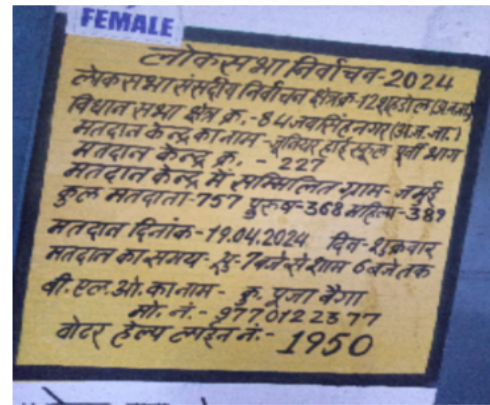 FEMALE
लोकसभा निर्वाचन-2024
लोकसभा संसदीय निर्वाचन क्षेत्र क्र.-12 शहडोल (अ.ज.जा.)
विधान सभा क्षेत्र क्र.- 84 जयसिंहनगर (अ.ज.जा.)
मतदान केन्द्र का नाम - जूनियर हाई स्कूल पूर्वी भाग
मतदान केन्द्र क्र. - 227
मतदान केन्द्र में सम्मिलित ग्राम- जमुई
कुल मतदाता-757 पुरुष-368 महिला-389
मतदान दिनांक-19.04.2024 दिन-शुक्रवार
मतदान का समय- प्रा.-7 बजे से शाम 6 बजे तक
बी.एल.ओ. का नाम- कु. पूजा बैगा
मो. नं.- 9770122377
वोटर हेल्प लाईन नं.- 1950